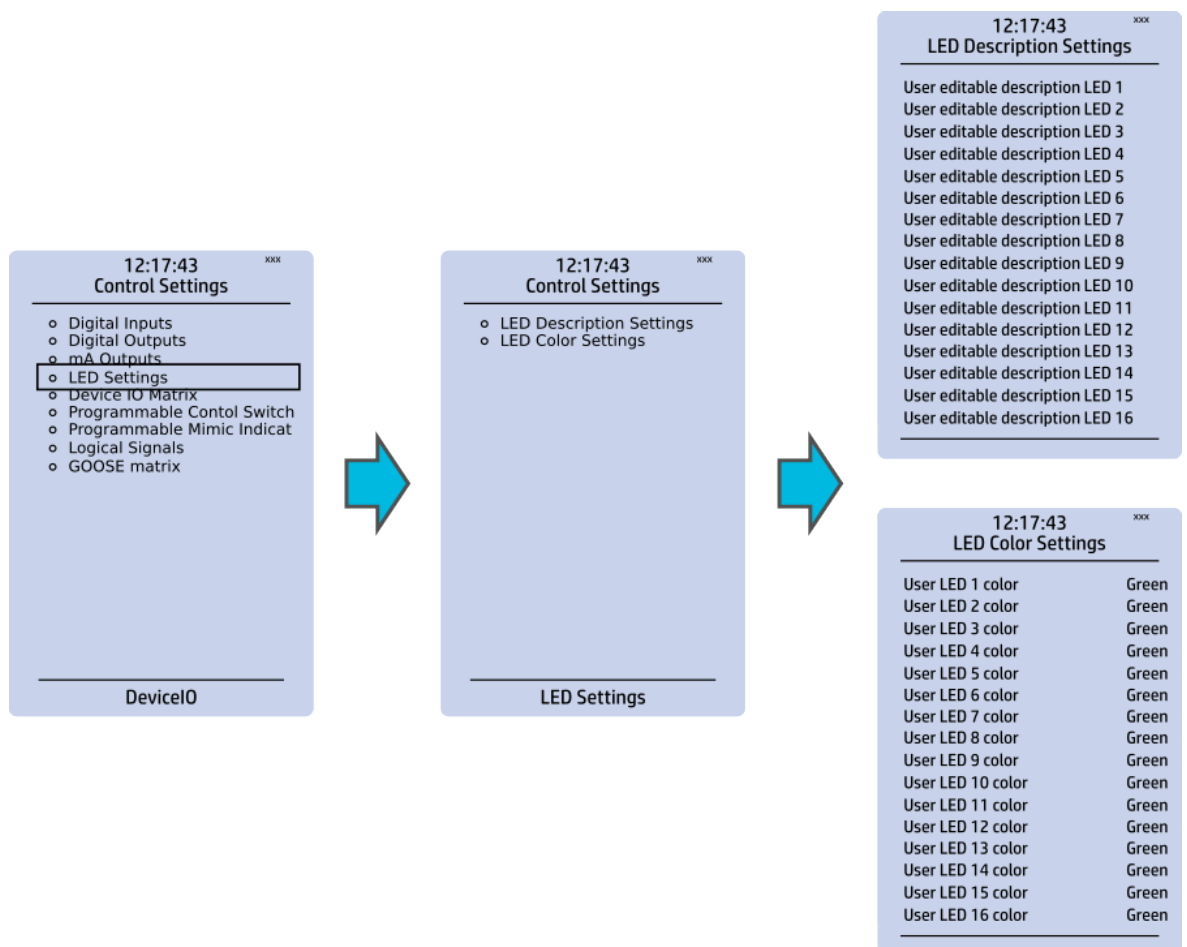 12:17:43 xxx
Control Settings
Digital Inputs
Digital Outputs
mA Outputs
LED Settings
Device IO Matrix
Programmable Contol Switch
Programmable Mimic Indicat
Logical Signals
GOOSE matrix
DeviceIO
12:17:43 xxx
Control Settings
LED Description Settings
LED Color Settings
LED Settings
12:17:43 xxx
LED Description Settings
User editable description LED 1
User editable description LED 2
User editable description LED 3
User editable description LED 4
User editable description LED 5
User editable description LED 6
User editable description LED 7
User editable description LED 8
User editable description LED 9
User editable description LED 10
User editable description LED 11
User editable description LED 12
User editable description LED 13
User editable description LED 14
User editable description LED 15
User editable description LED 16
12:17:43 xxx
LED Color Settings
User LED 1 color Green
User LED 2 color Green
User LED 3 color Green
User LED 4 color Green
User LED 5 color Green
User LED 6 color Green
User LED 7 color Green
User LED 8 color Green
User LED 9 color Green
User LED 10 color Green
User LED 11 color Green
User LED 12 color Green
User LED 13 color Green
User LED 14 color Green
User LED 15 color Green
User LED 16 color Green